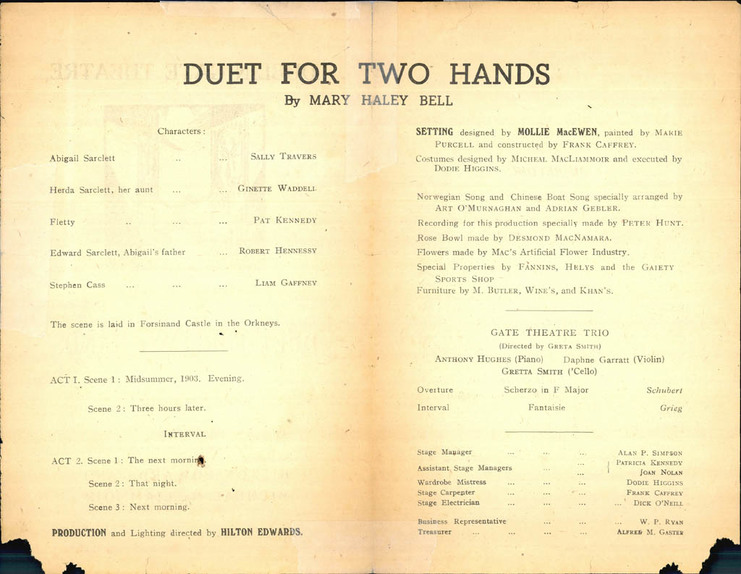 DUET FOR TWO HANDS
By MARY HALEY BELL
Characters:
Abigail Sarclett .. ... SALLY TRAVERS
Herda Sarclett, her aunt ... ... GINETTE WADDELL
Fletty .. ... ... PAT KENNEDY
Edward Sarclett, Abigail's father ... ROBERT HENNESSY
Stephen Cass ... ... ... LIAM GAFFNEY
The scene is laid in Forsinand Castle in the Orkneys.
ACT 1. Scene 1: Midsummer, 1903. Evening.
Scene 2: Three hours later.
INTERVAL
ACT 2. Scene 1: The next morning.
Scene 2: That night.
Scene 3: Next morning.
PRODUCTION and Lighting directed by HILTON EDWARDS.
SETTING designed by MOLLIE MacEWEN, painted by MARIE
PURCELL and constructed by FRANK CAFFREY.
Costumes designed by MICHEAL MACLIAMMOIR and executed by
DODIE HIGGINS.
Norwegian Song and Chinese Boat Song specially arranged by
ART O'MURNAGHAN and ADRIAN GEBLER.
Recording for this production specially made by PETER HUNT.
Rose Bowl made by DESMOND MACNAMARA.
Flowers made by MAC'S Artificial Flower Industry.
Special Properties by FANNINS, HELYS and the GAIETY
SPORTS SHOP
Furniture by M. BUTLER, WINE'S, and KHAN'S.
GATE THEATRE TRIO
(Directed by GRETA SMITH)
ANTHONY HUGHES (Piano) Daphne Garratt (Violin)
GRETTA SMITH ('Cello)
Overture Scherzo in F Major Schubert
Interval Fantaisie Grieg
Stage Manager ... ... ALAN P. SIMPSON
Assistant Stage Managers ... ... { PATRICIA KENNEDY
JOAN NOLAN
Wardrobe Mistress ... ... ... DODIE HIGGINS
Stage Carpenter ... ... ... FRANK CAFFREY
Stage Electrician ... ... ... DICK O'NEILL
Business Representative ... ... ... W. P. RYAN
Treasurer ... ... ... ... ALFRED M. GASTER